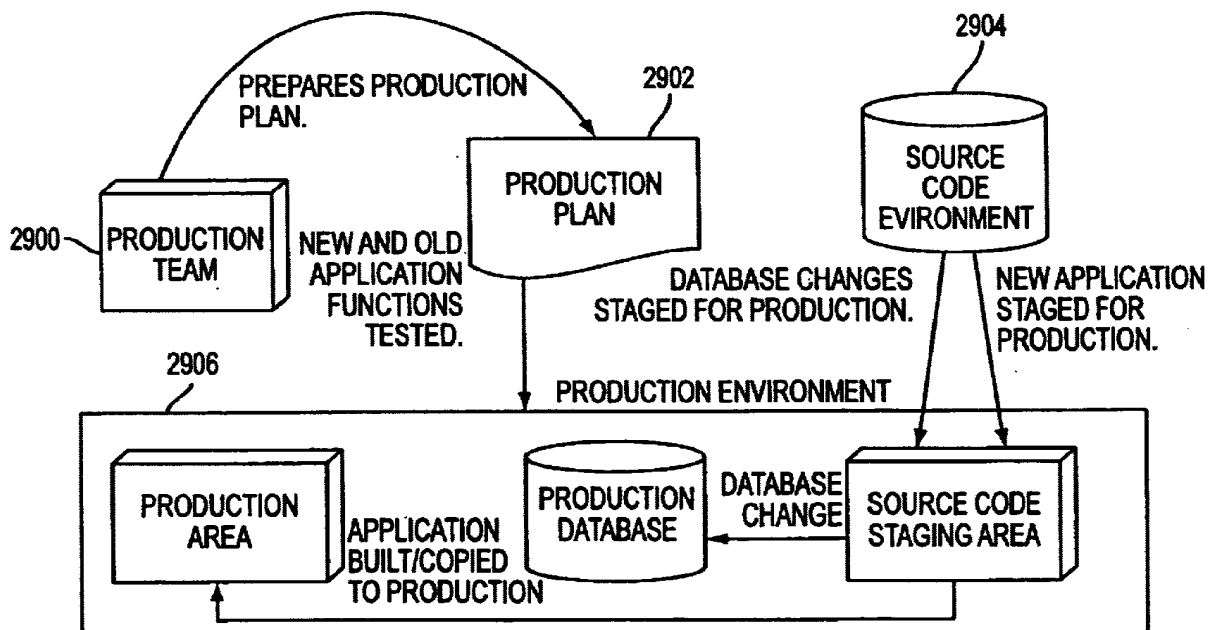 2904
PREPARES PRODUCTION
PLAN.
2902
SOURCE
CODE
EVIRONMENT
PRODUCTION
PLAN
2900
PRODUCTION
TEAM
NEW AND OLD
APPLICATION
FUNCTIONS
TESTED.
DATABASE CHANGES
STAGED FOR PRODUCTION.
NEW APPLICATION
STAGED FOR
PRODUCTION.
2906
PRODUCTION ENVIRONMENT
PRODUCTION
AREA
APPLICATION
BUILT/COPIED
TO PRODUCTION
PRODUCTION
DATABASE
DATABASE
CHANGE
SOURCE CODE
STAGING AREA